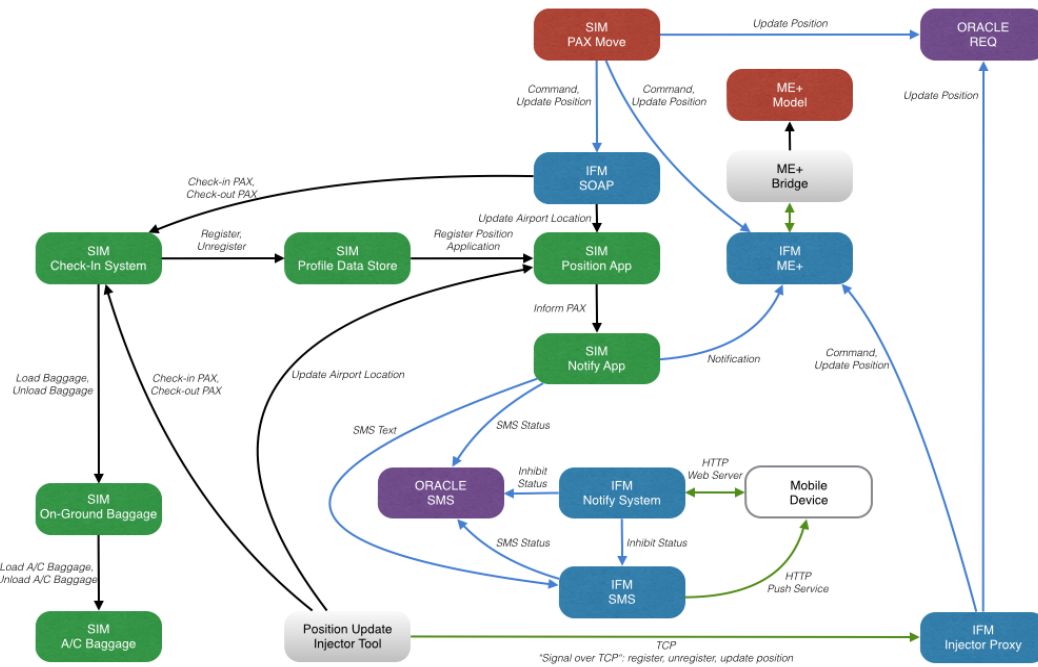 SIM
PAX Move
Update Position
ORACLE
REQ
Command,
Update Position
Command,
Update Position
ME+
Model
Update Position
IFM
SOAP
ME+
Bridge
Check-in PAX,
Check-out PAX
Update Airport Location
Register,
Unregister
Register Position
Application
SIM
Check-In System
SIM
Profile Data Store
SIM
Position App
IFM
ME+
Inform PAX
SIM
Notify App
Notification
Command,
Update Position
Load Baggage,
Unload Baggage
Check-in PAX,
Check-out PAX
Update Airport Location
SMS Text
SMS Status
ORACLE
SMS
Inhibit
Status
IFM
Notify System
HTTP
Web Server
Mobile
Device
SIM
On-Ground Baggage
SMS Status
Inhibit Status
Load A/C Baggage,
Unload A/C Baggage
IFM
SMS
HTTP
Push Service
SIM
A/C Baggage
Position Update
Injector Tool
TCP
"Signal over TCP": register, unregister, update position
IFM
Injector Proxy